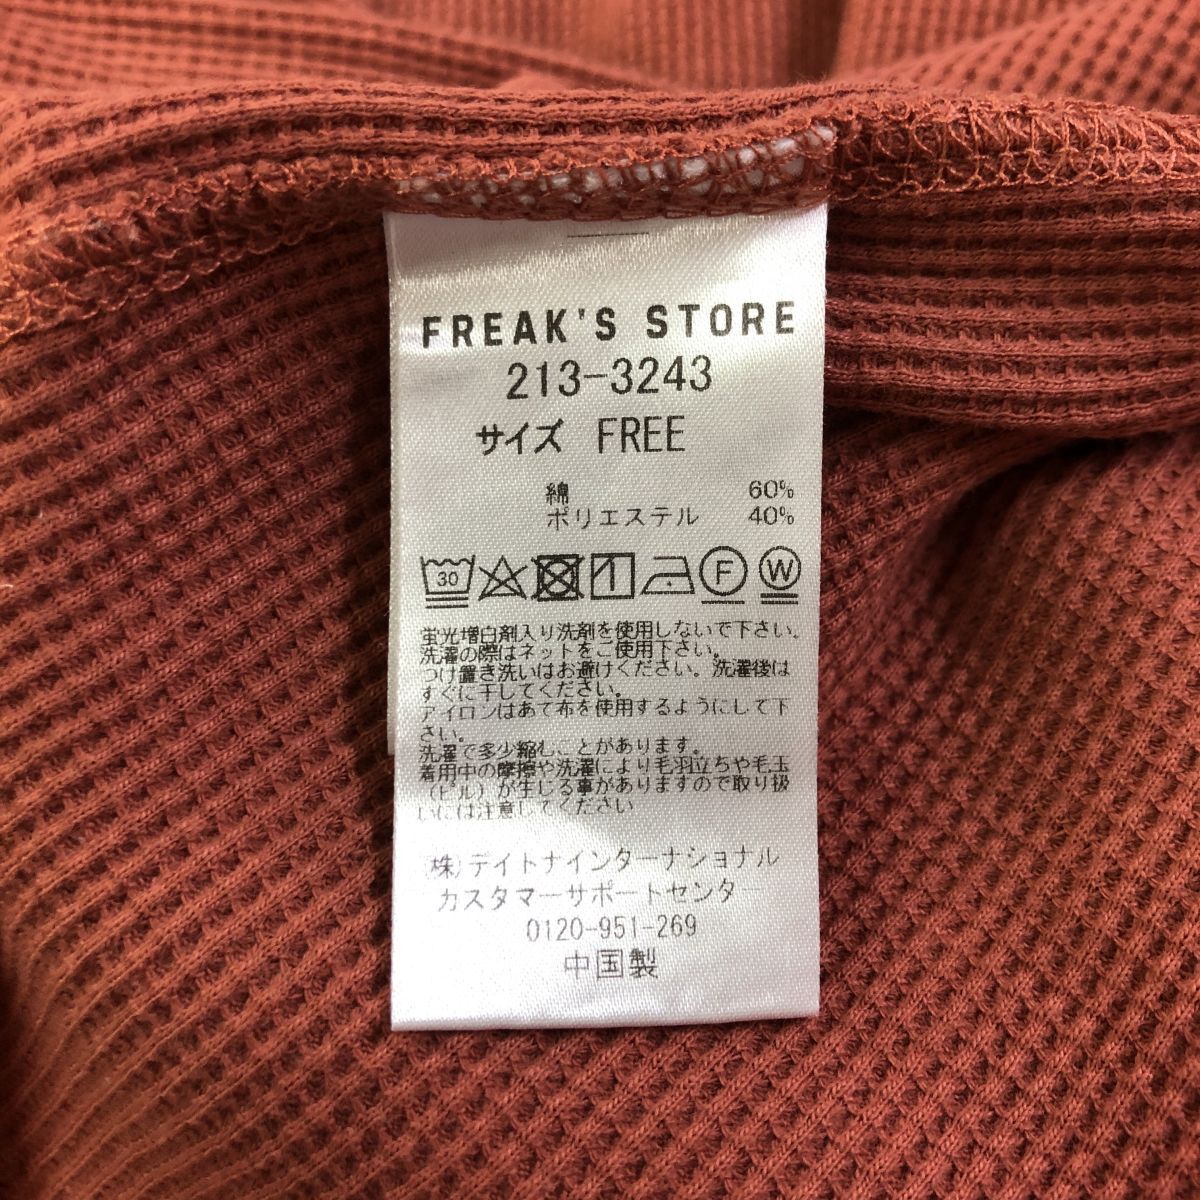 FREAK'S STORE
213-3243
サイズ FREE
綿 60%
ポリエステル 40%
30 F W
蛍光増白剤入り洗剤を使用しないで下さい。
洗濯の際はネットをご使用下さい。
つけ置き洗いはお避けください。洗濯後は
すぐに干してください。
アイロンはあて布を使用するようにして下
さい。
洗濯で多少縮むことがあります。
着用中の摩擦や洗濯により毛羽立ちや毛玉
(ピル)が生じる事がありますので取り扱
いには注意してください
(株)デイトナインターナショナル
カスタマーサポートセンター
0120-951-269
中国製